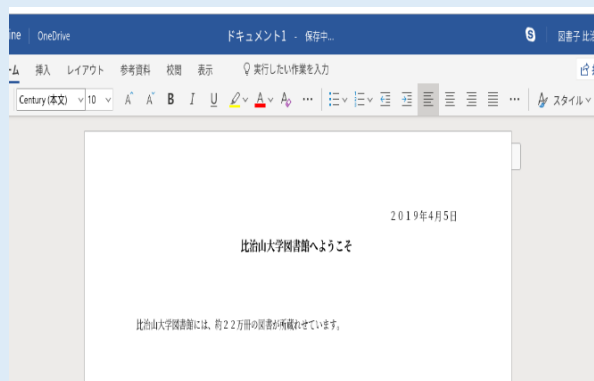 ine | OneDrive ドキュメント1 - 保存中... 図書子 比治
ーム 挿入 レイアウト 参考資料 校閲 表示 実行したい作業を入力
Century (本文) 10 A A B I U A A ... スタイル
2019年4月5日
比治山大学図書館へようこそ
比治山大学図書館には、約22万冊の図書が所蔵れせています。